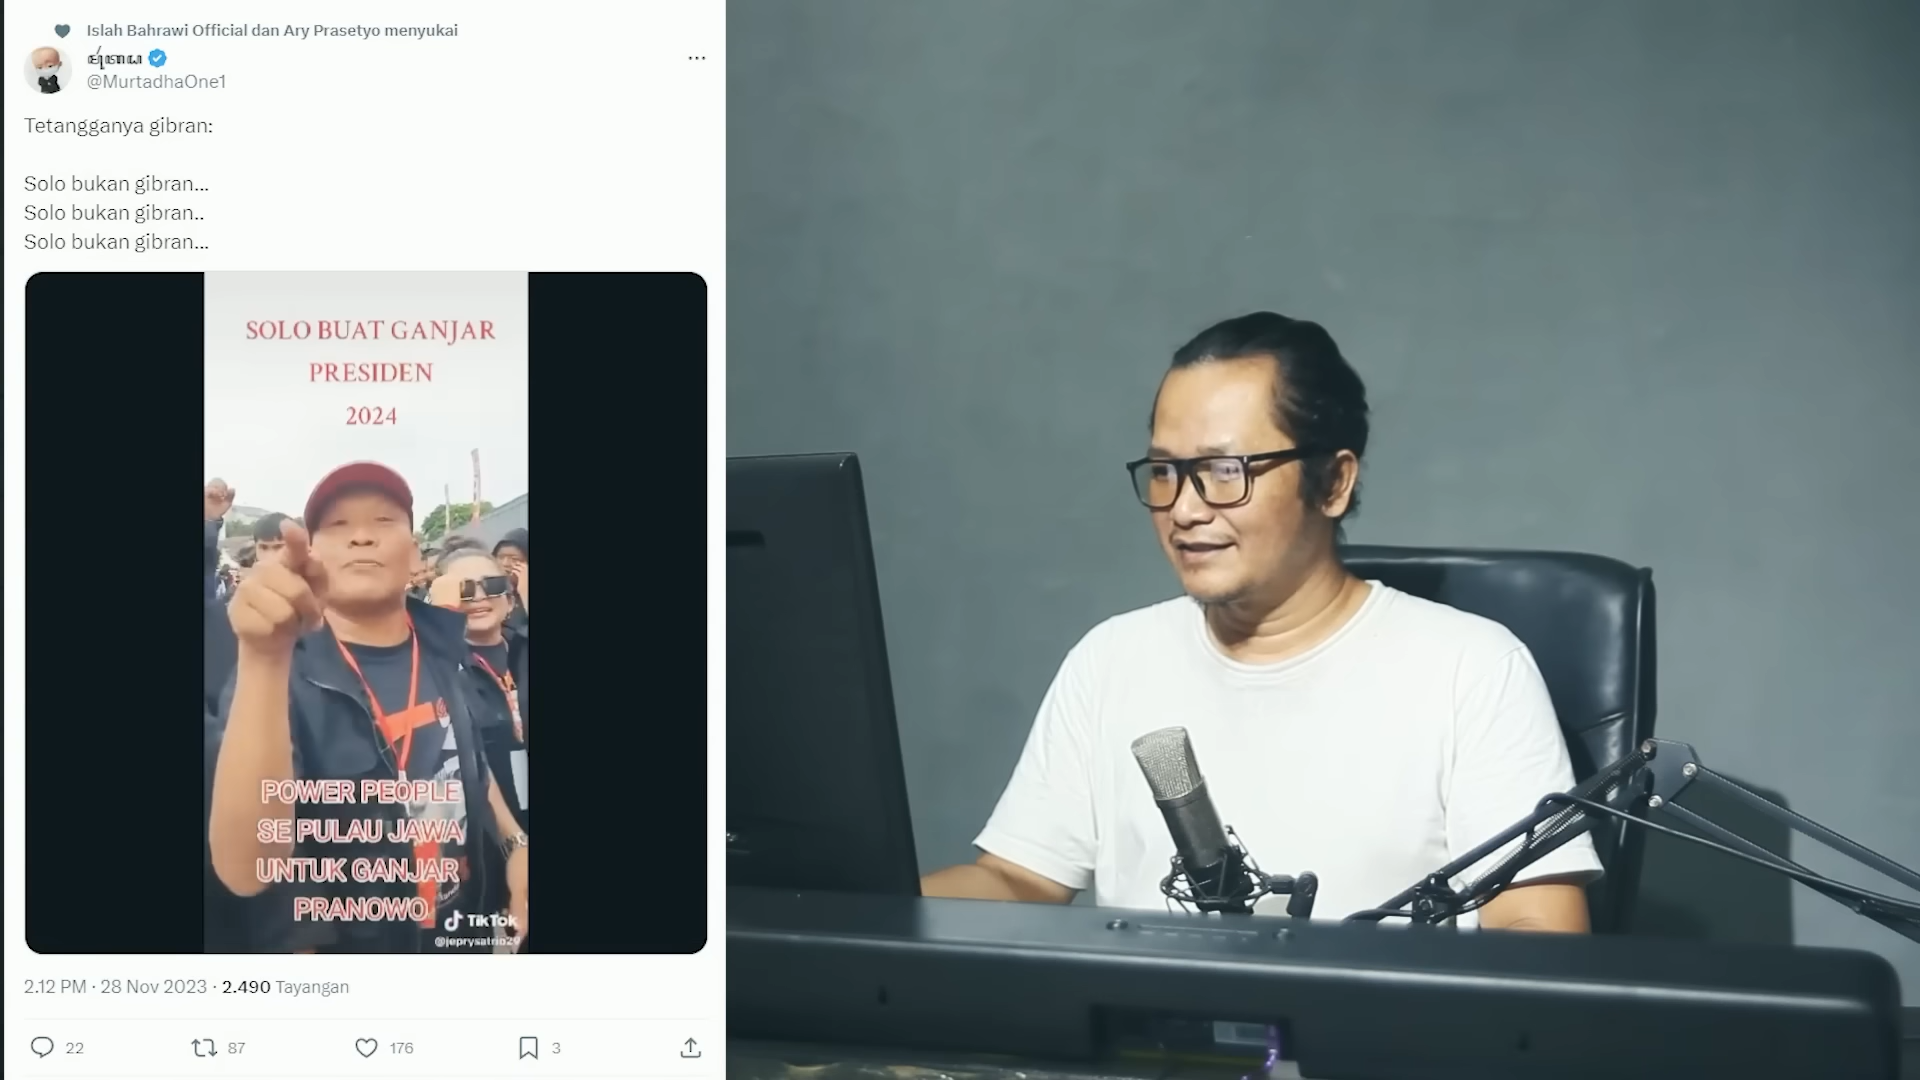 Islah Bahrawi Official dan Ary Prasetyo menyukai
@MurtadhaOne1
Tetangganya gibran:
Solo bukan gibran...
Solo bukan gibran..
Solo bukan gibran...
SOLO BUAT GANJAR
PRESIDEN
2024
POWER PEOPLE
SE PULAU JAWA
UNTUK GANJAR
PRANOWO
TikTok
@jeprysatrio29
2.12 PM · 28 Nov 2023 · 2.490 Tayangan
22
87
176
3